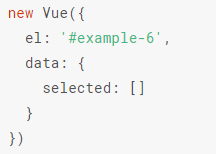 new Vue({
  el: '#example-6',
  data: {
    selected: []
  }
})